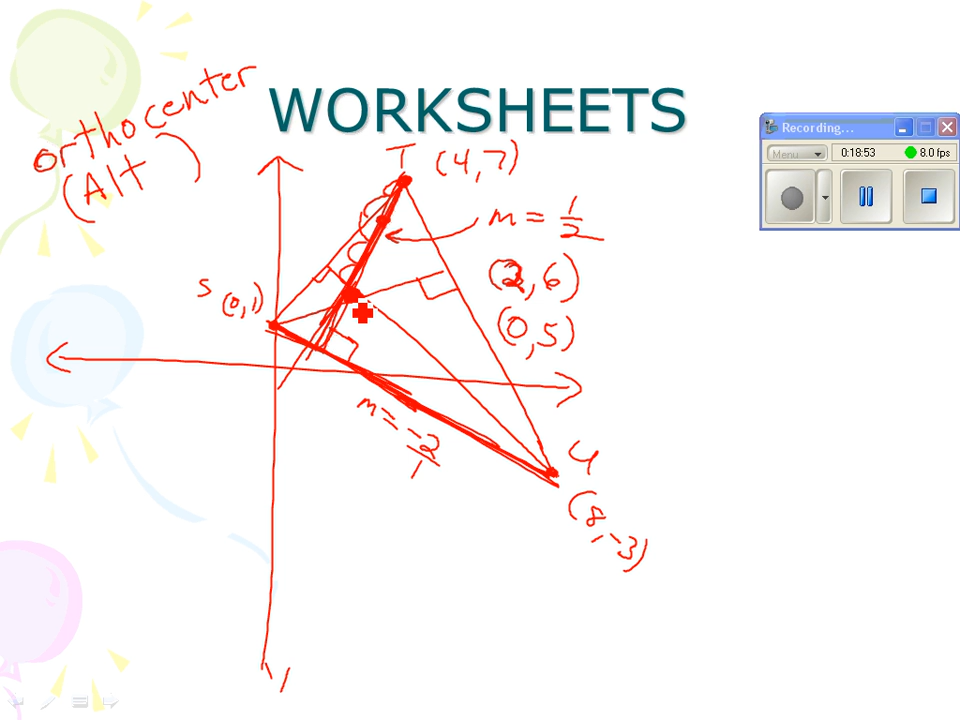 orthocenter
(Alt)
WORKSHEETS
Recording...
Menu
0:18:53
8.0 fps
T (4,7)
m = 1/2
(2,6)
(0,5)
S (0,1)
m = -2/1
U
(8,-3)